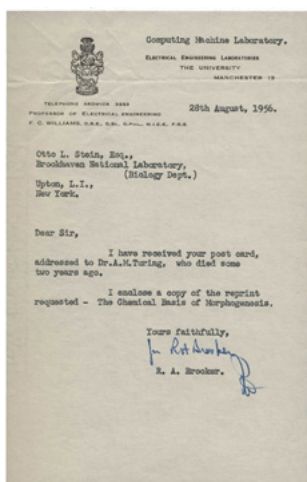 Computing Machine Laboratory.
ELECTRICAL ENGINEERING LABORATORIES
THE UNIVERSITY
MANCHESTER 13
TELEPHONE ARDWICK
PROFESSOR OF ELECTRICAL ENGINEERING
F. C. WILLIAMS, O.B.E., D.SC., D.PHIL., M.I.E.E., F.R.S.
28th August, 1956.
Otto L. Stein, Esq.,
Brookhaven National Laboratory,
(Biology Dept.)
Upton, L.I.,
New York.
Dear Sir,
I have received your post card,
addressed to Dr.A.M.Turing, who died some
two years ago.
I enclose a copy of the reprint
requested - The Chemical Basis of Morphogenesis.
Yours faithfully,
R. A. Brooker.